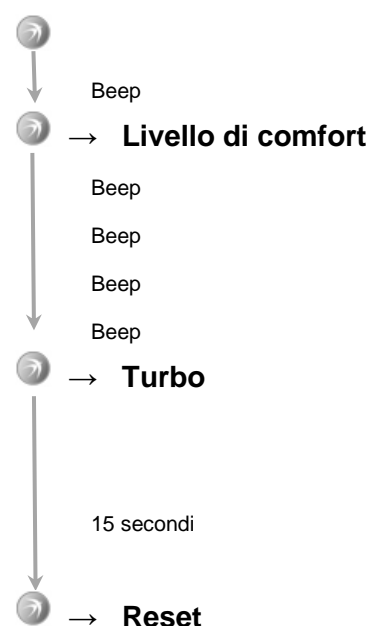 Beep
→ Livello di comfort
Beep
Beep
Beep
Beep
→ Turbo
15 secondi
→ Reset